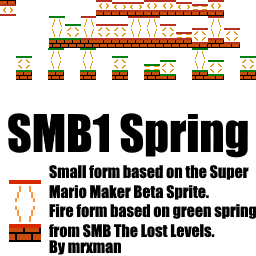 SMB1 Spring
Small form based on the Super
Mario Maker Beta Sprite.
Fire form based on green spring
from SMB The Lost Levels.
By mrxman